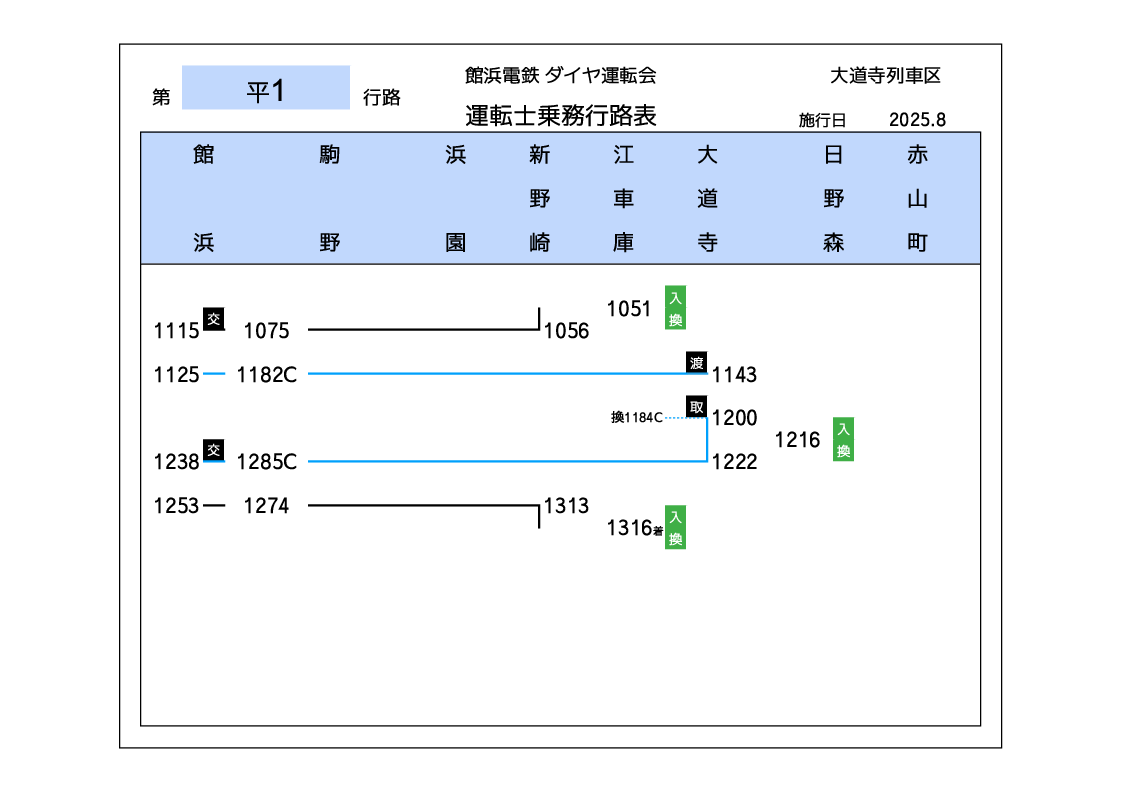 館浜電鉄 ダイヤ運転会
大道寺列車区
第 平1 行路
運転士乗務行路表
施行日 2025.8
館浜
駒野
浜園
新野崎
江車庫
大道寺
日野森
赤山町
1051 入換
1115 交 1075 1056
1125 1182C 渡 1143
換1184C 取 1200
1216 入換
1238 交 1285C 1222
1253 1274 1313
1316着 入換